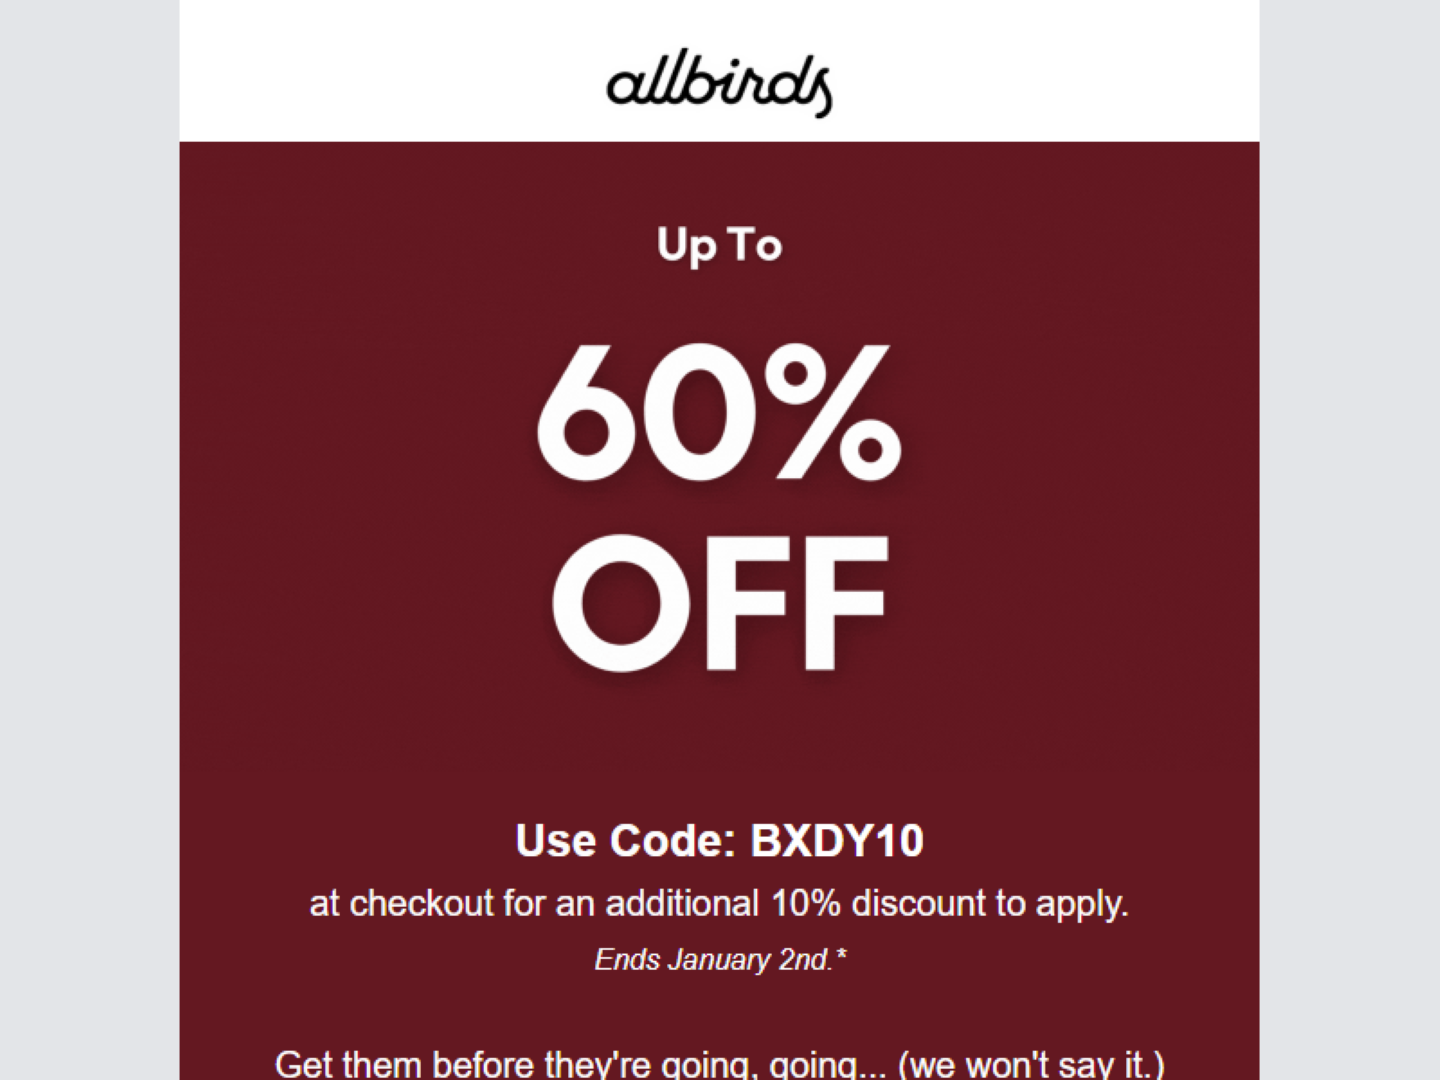 allbirds
Up To
60%
OFF
Use Code: BXDY10
at checkout for an additional 10% discount to apply.
Ends January 2nd.*
Get them before they're going, going... (we won't say it.)